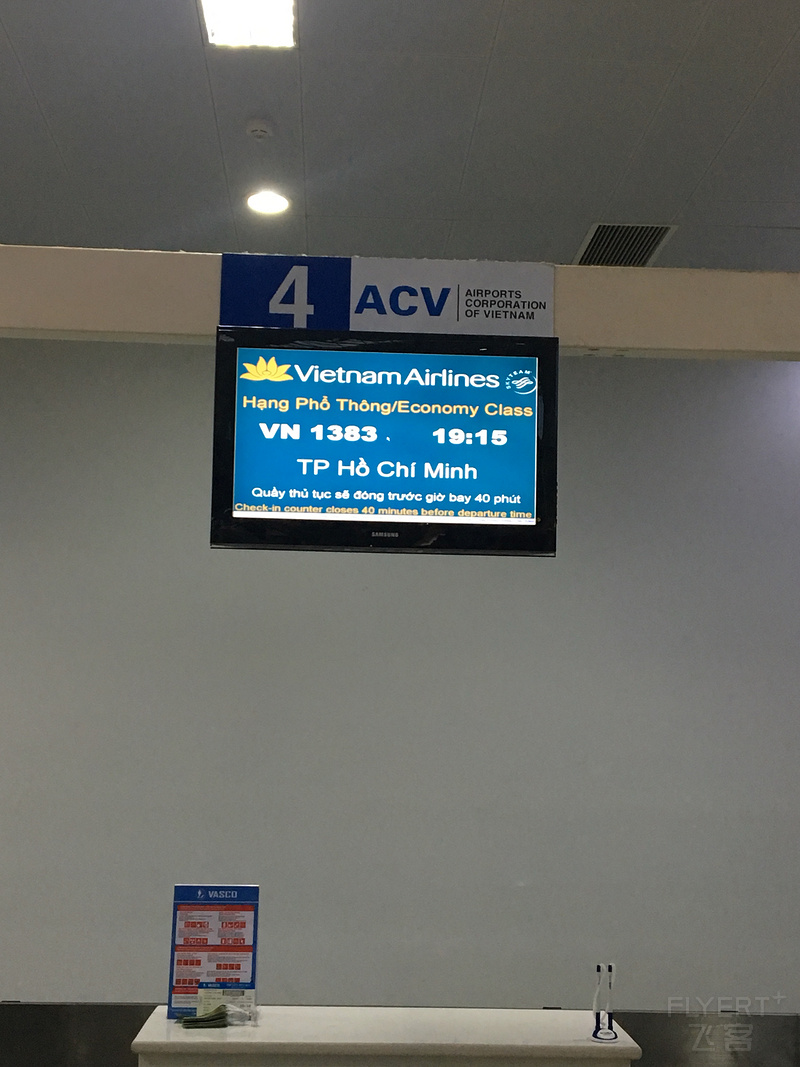 4 ACV AIRPORTS
CORPORATION
OF VIETNAM
Vietnam Airlines SKYTEAM
Hạng Phổ Thông/Economy Class
VN 1383 19:15
TP Hồ Chí Minh
Quầy thủ tục sẽ đóng trước giờ bay 40 phút
Check-in counter closes 40 minutes before departure time
SAMSUNG
VASCO
FLYERT+
飞客